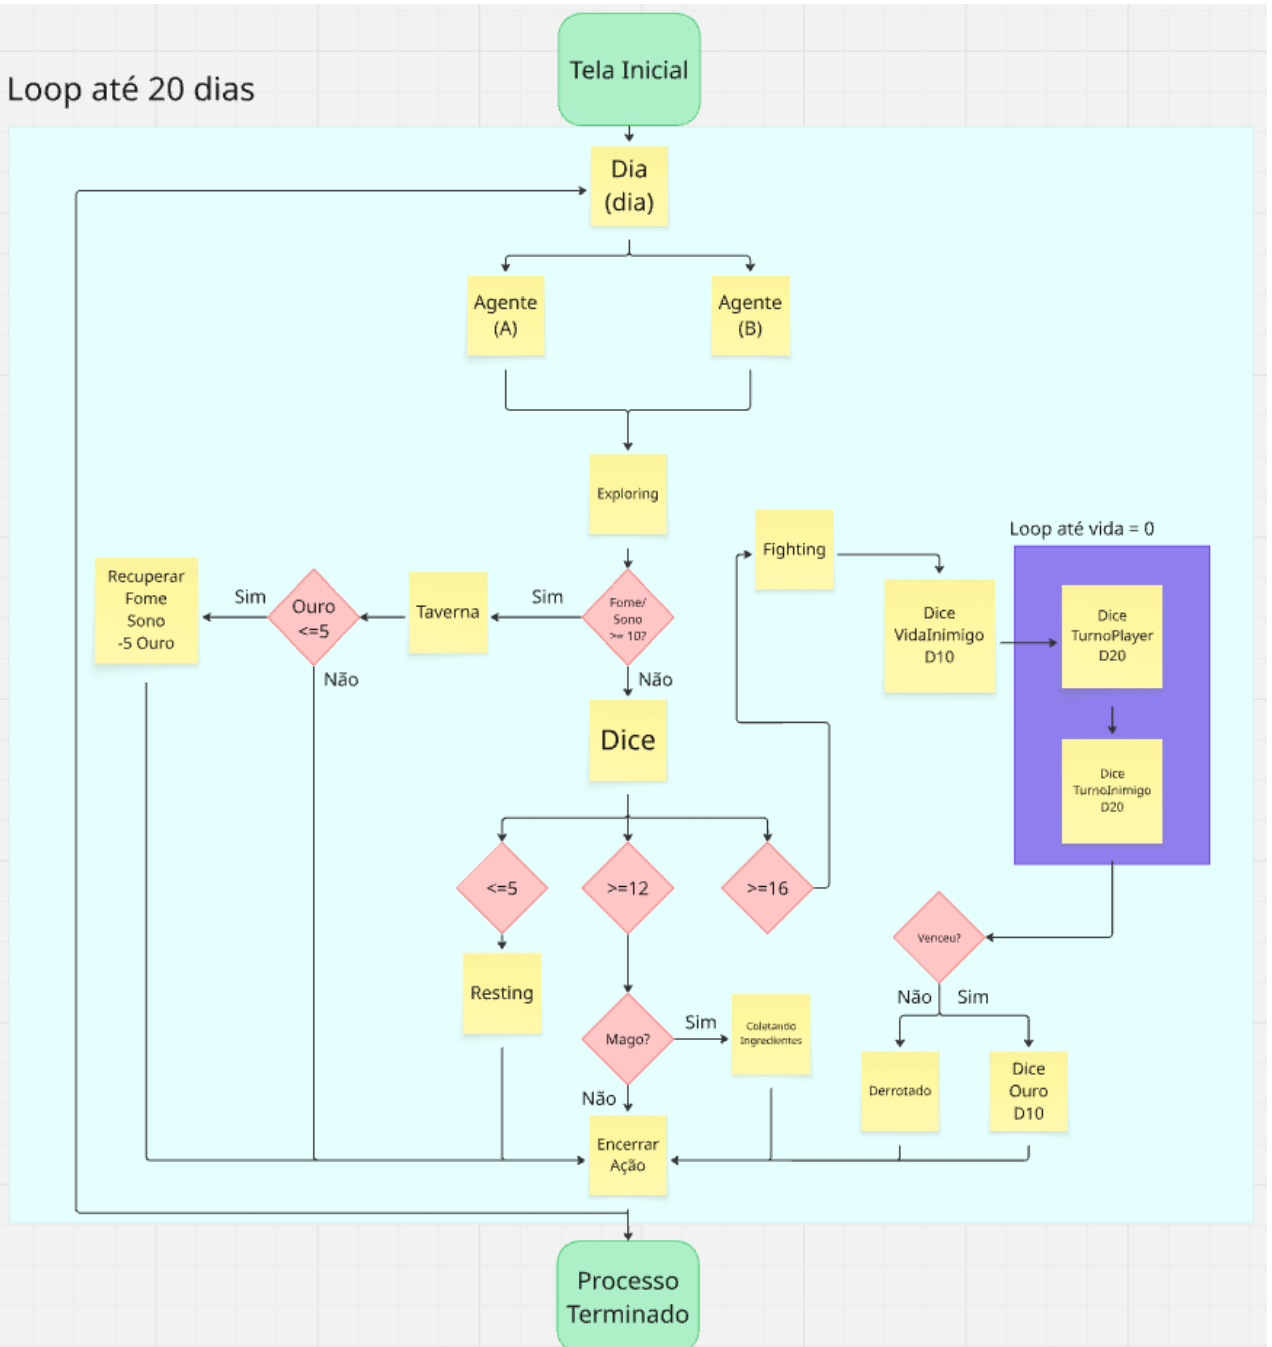 Tela Inicial
Loop até 20 dias
Dia
(dia)
Agente
(A)
Agente
(B)
Exploring
Fighting
Loop até vida = 0
Recuperar
Fome
Sono
-5 Ouro
Sim
Ouro
<=5
Não
Taverna
Sim
Fome/
Sono
>= 10?
Não
Dice
VidaInimigo
D10
Dice
TurnoPlayer
D20
Dice
Dice
TurnoInimigo
D20
<=5
>=12
>=16
Venceu?
Não
Sim
Resting
Mago?
Sim
Coletando
Ingredientes
Não
Derrotado
Dice
Ouro
D10
Encerrar
Ação
Processo
Terminado